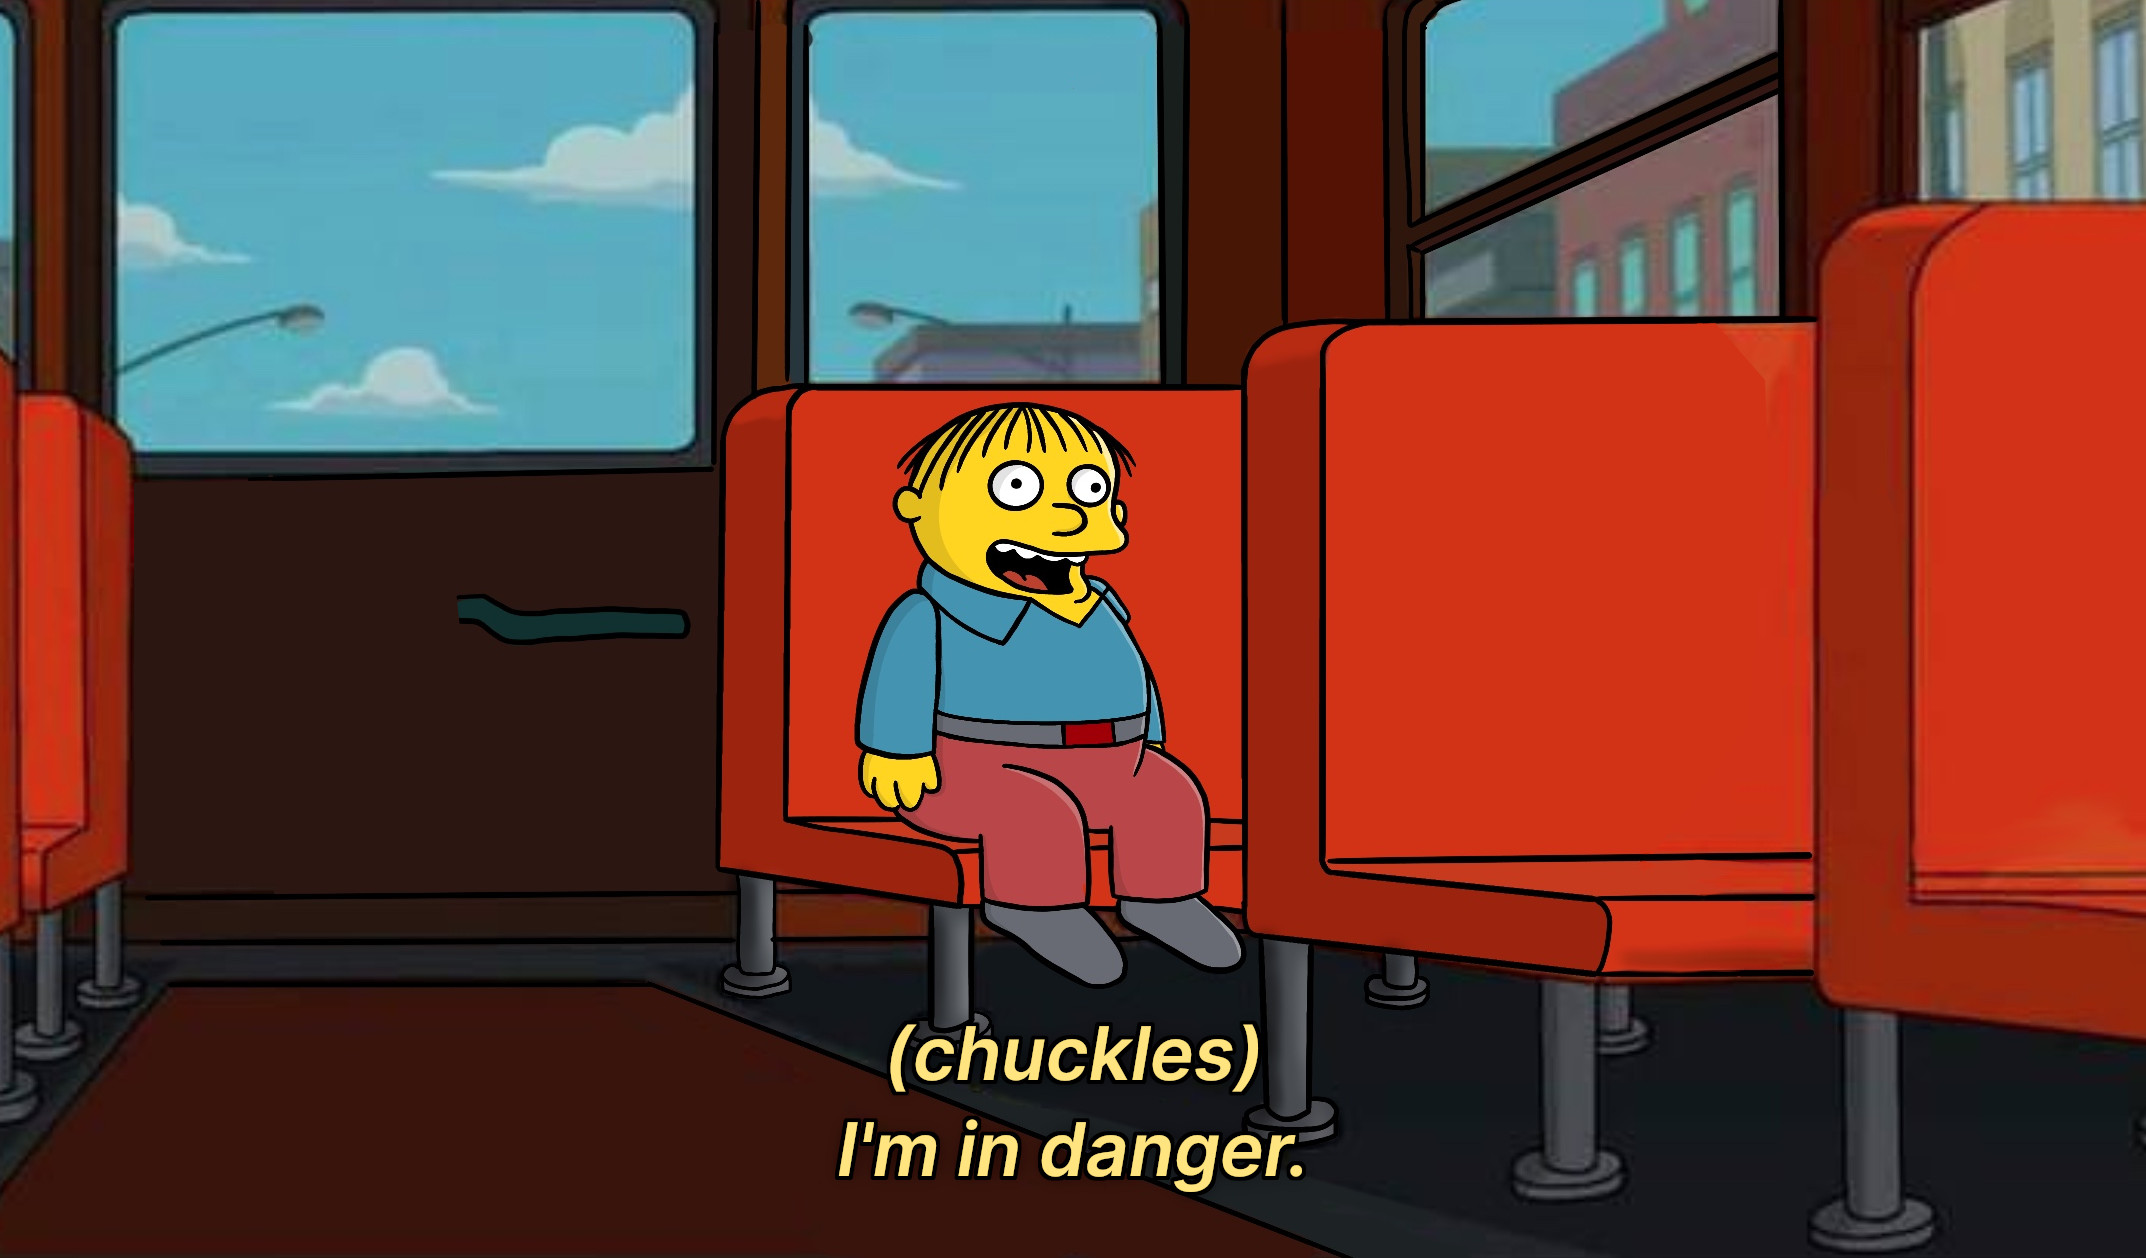 (chuckles)
I'm in danger.